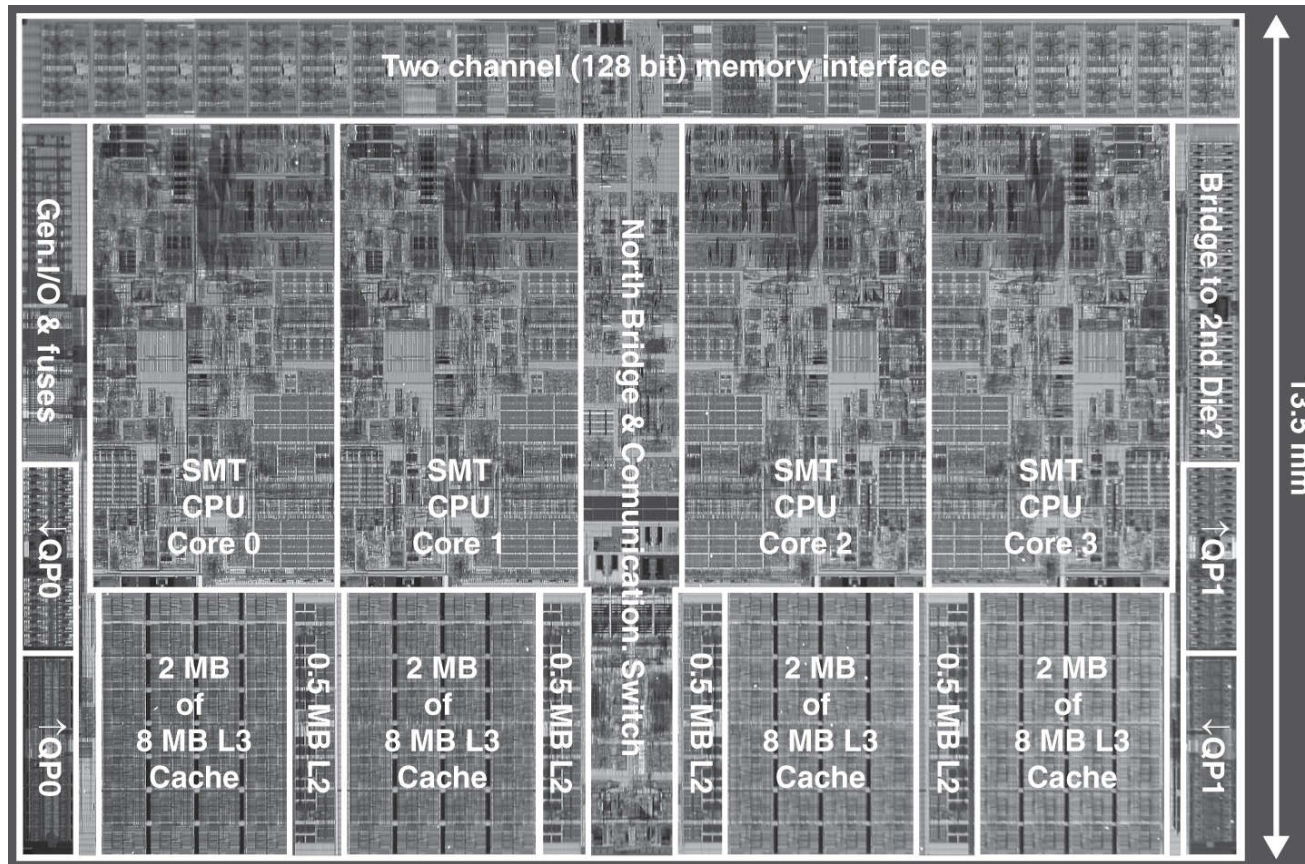 Two channel (128 bit) memory interface
Gen.I/O & fuses
SMT
CPU
Core 0
SMT
CPU
Core 1
North Bridge & Comunication. Switch
SMT
CPU
Core 2
SMT
CPU
Core 3
Bridge to 2nd Die?
13.5 mm
↓QP0
↑QP1
↑QP0
2 MB
of
8 MB L3
Cache
0.5 MB L2
2 MB
of
8 MB L3
Cache
0.5 MB L2
0.5 MB L2
2 MB
of
8 MB L3
Cache
0.5 MB L2
2 MB
of
8 MB L3
Cache
↓QP1